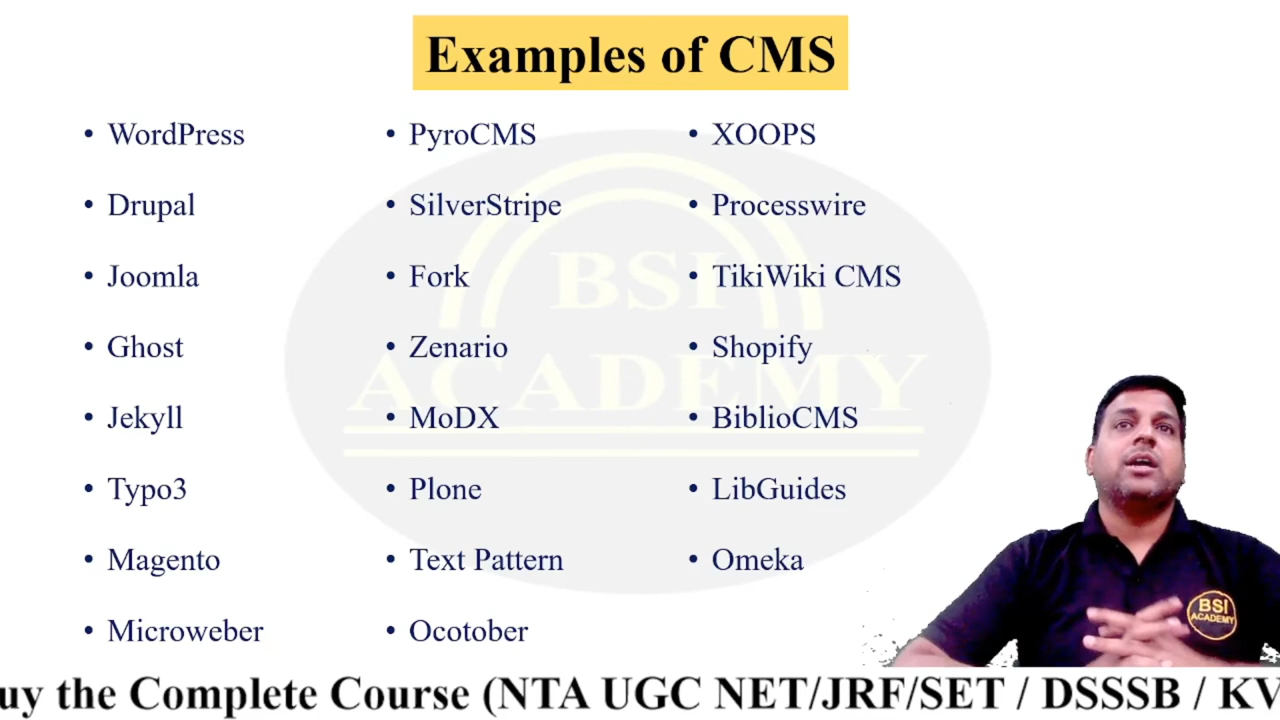 Examples of CMS
• WordPress
• Drupal
• Joomla
• Ghost
• Jekyll
• Typo3
• Magento
• Microweber
• PyroCMS
• SilverStripe
• Fork
• Zenario
• MoDX
• Plone
• Text Pattern
• Ocotober
• XOOPS
• Processwire
• TikiWiki CMS
• Shopify
• BiblioCMS
• LibGuides
• Omeka
BSI
ACADEMY
BSI
ACADEMY
uy the Complete Course (NTA UGC NET/JRF/SET / DSSSB / KV